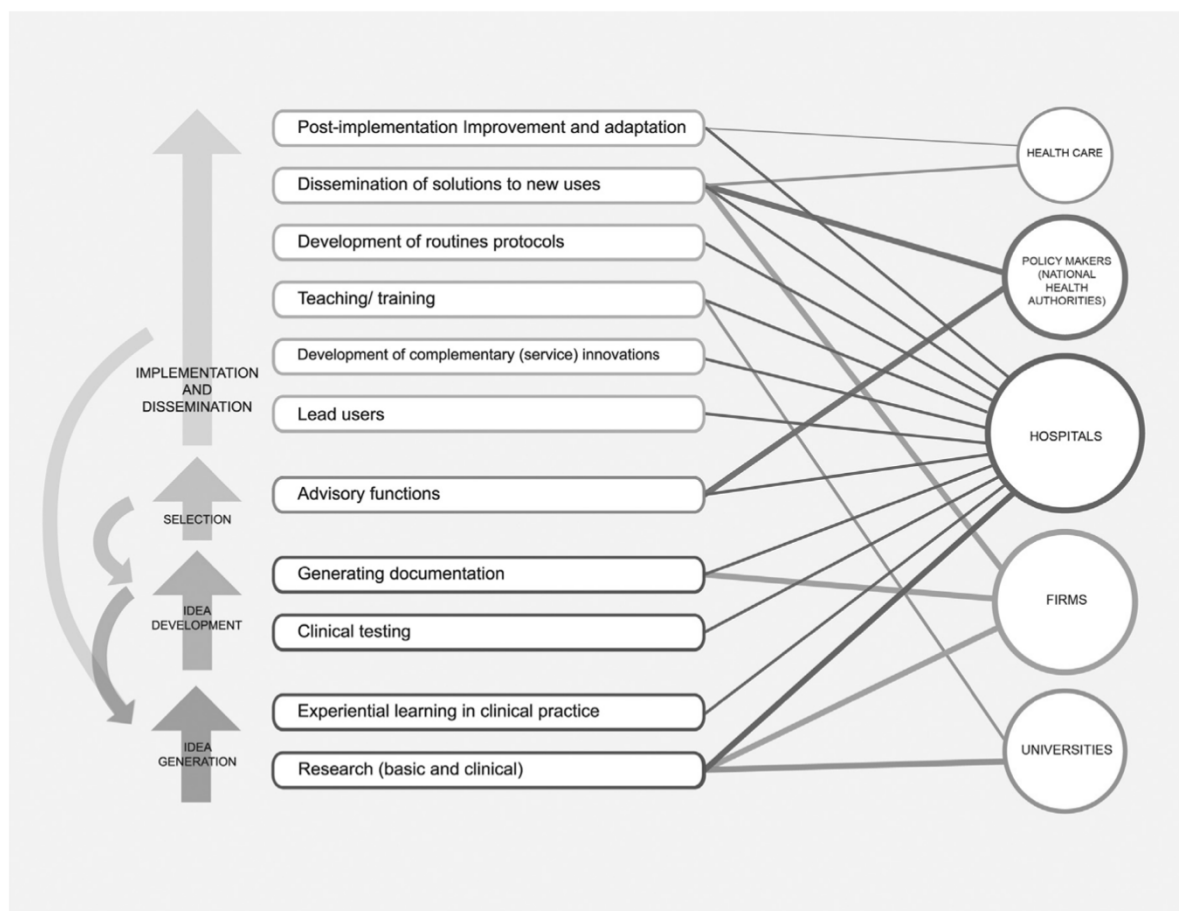 Post-implementation Improvement and adaptation
Dissemination of solutions to new uses
Development of routines protocols
Teaching/ training
Development of complementary (service) innovations
Lead users
Advisory functions
Generating documentation
Clinical testing
Experiential learning in clinical practice
Research (basic and clinical)
IMPLEMENTATION
AND
DISSEMINATION
SELECTION
IDEA
DEVELOPMENT
IDEA
GENERATION
HEALTH CARE
POLICY MAKERS
(NATIONAL
HEALTH
AUTHORITIES)
HOSPITALS
FIRMS
UNIVERSITIES